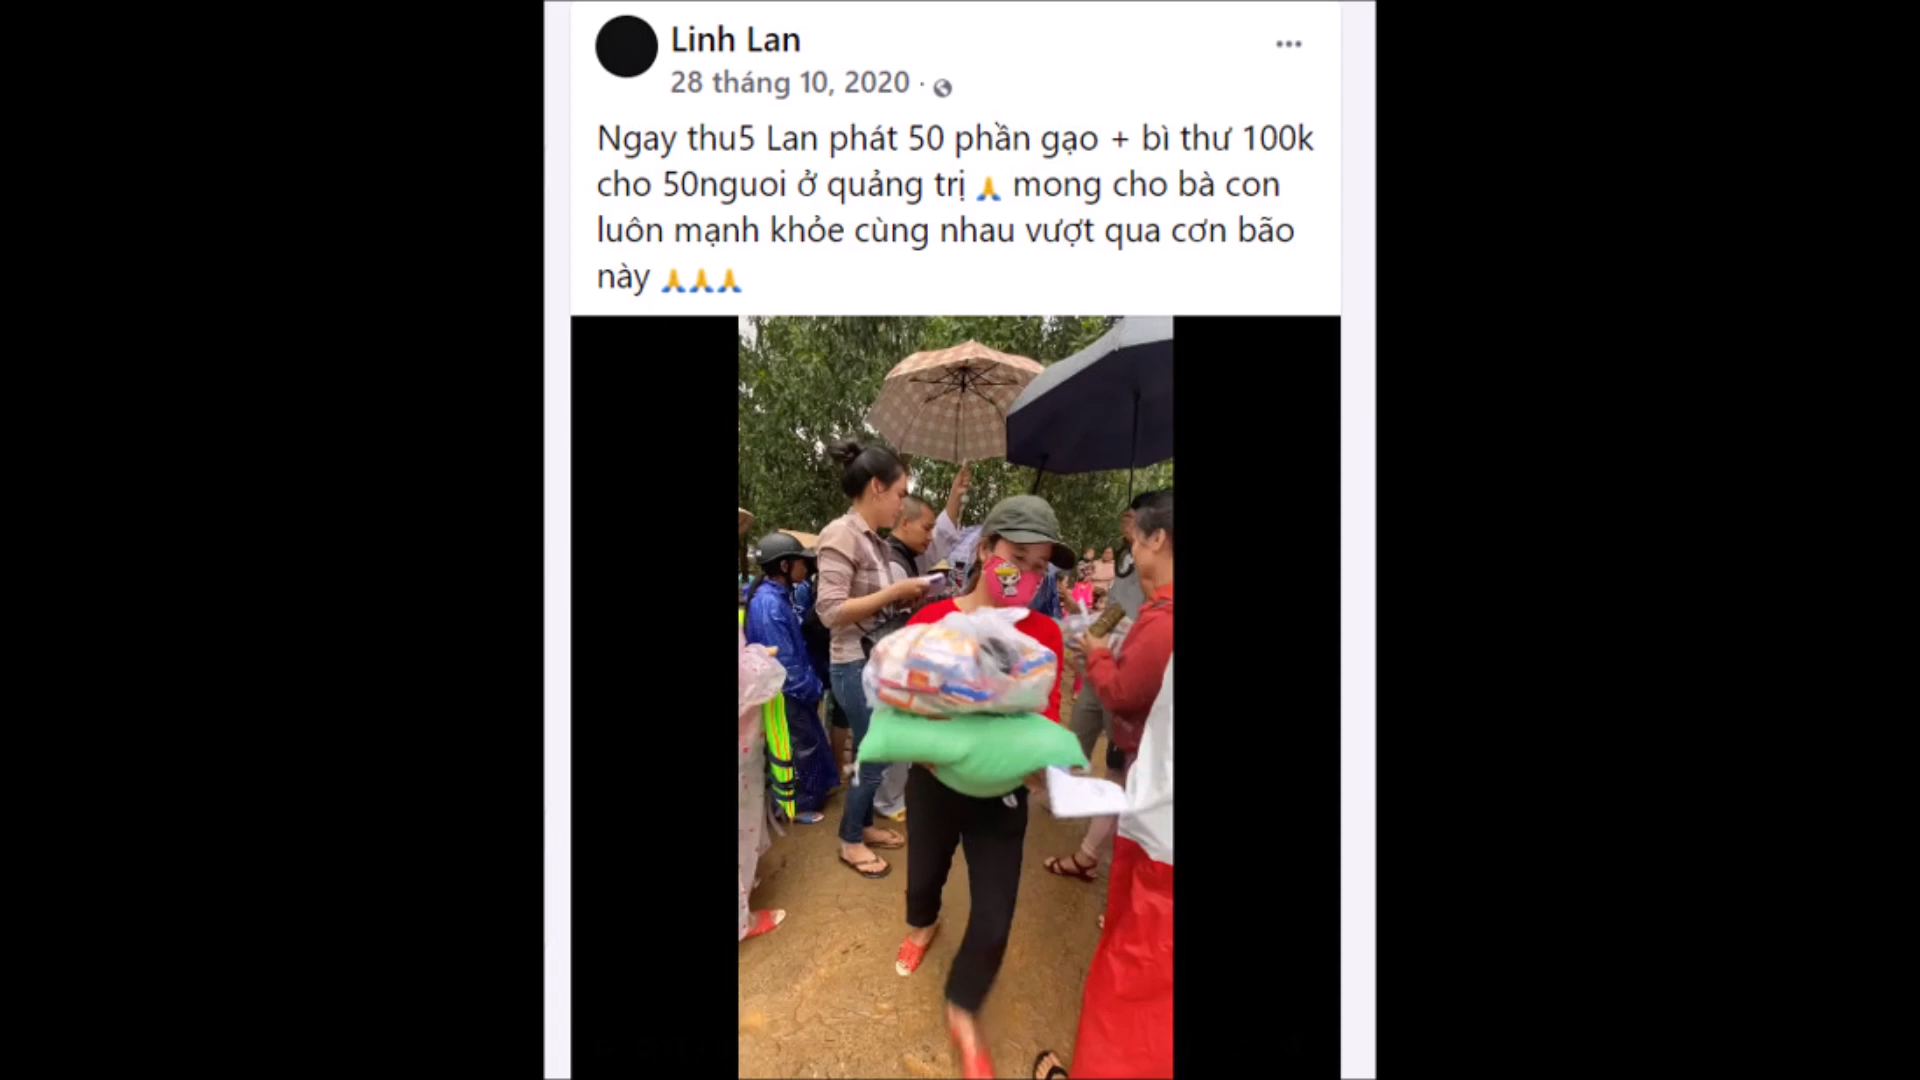 Linh Lan
28 tháng 10, 2020 ·
Ngay thu5 Lan phát 50 phần gạo + bì thư 100k
cho 50nguoi ở quảng trị 🙏 mong cho bà con
luôn mạnh khỏe cùng nhau vượt qua cơn bão
này 🙏🙏🙏